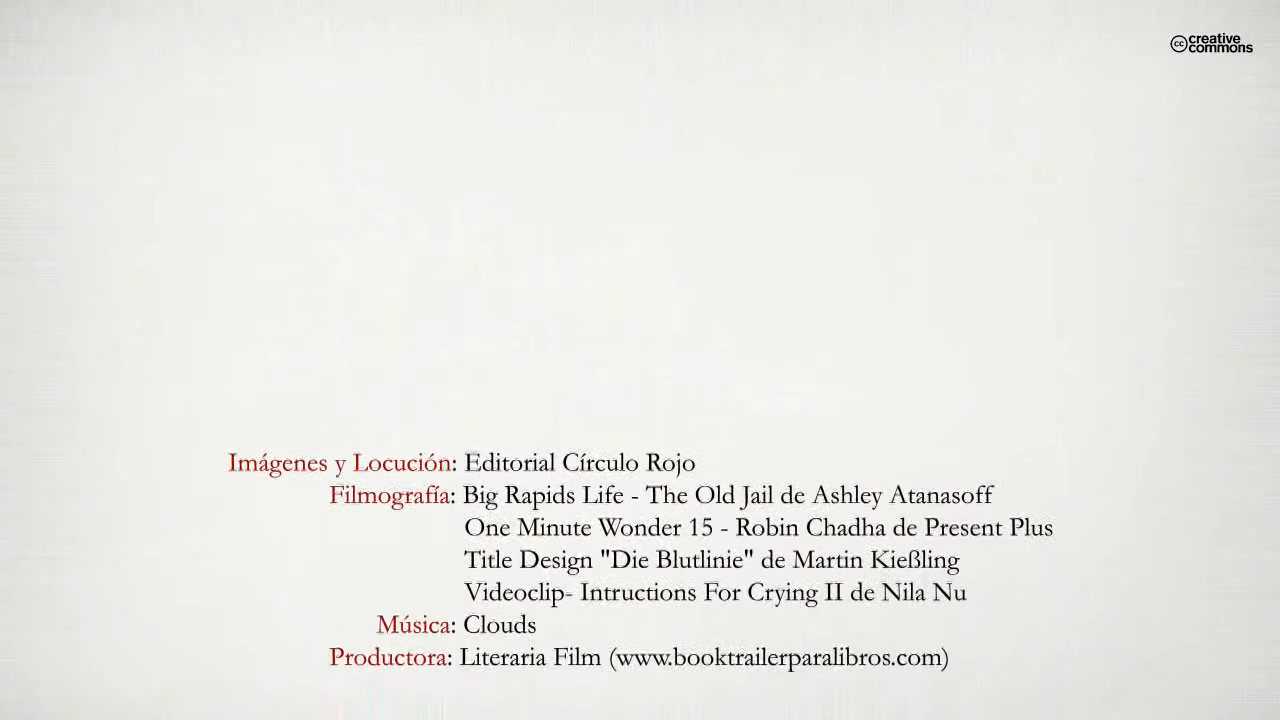 cc creative
commons
Imágenes y Locución: Editorial Círculo Rojo
Filmografía: Big Rapids Life - The Old Jail de Ashley Atanasoff
One Minute Wonder 15 - Robin Chadha de Present Plus
Title Design "Die Blutlinie" de Martin Kießling
Videoclip- Intructions For Crying II de Nila Nu
Música: Clouds
Productora: Literaria Film (www.booktrailerparalibros.com)